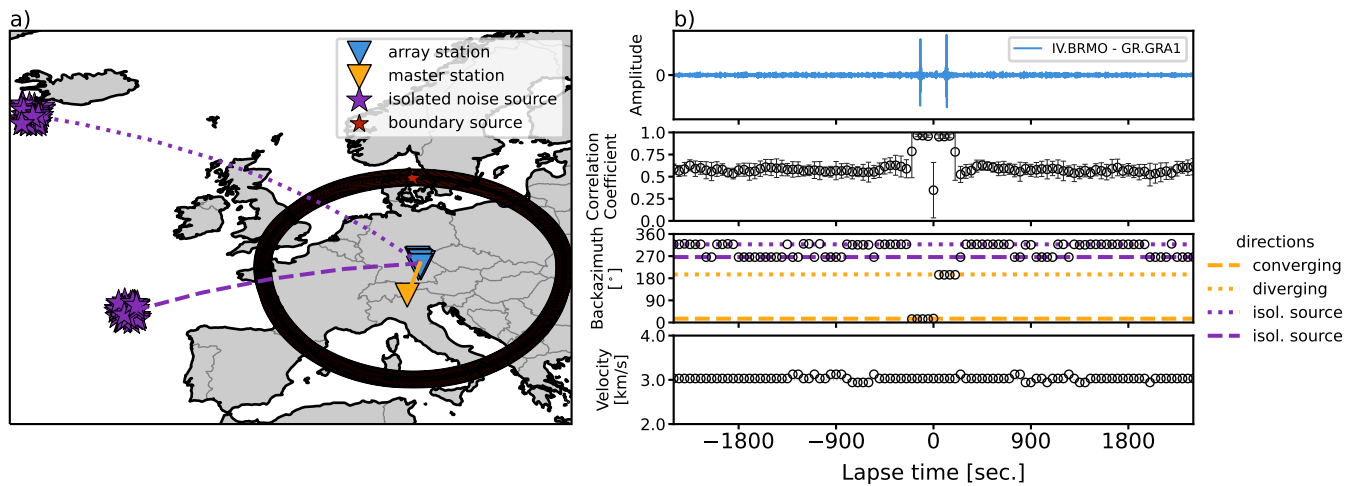 a)
array station
master station
isolated noise source
boundary source
b)
Amplitude
0
IV.BRMO - GR.GRA1
Correlation
Coefficient
1.0
0.75
0.5
0.25
0.0
Backazimuth
[°]
360
270
180
90
0
directions
converging
diverging
isol. source
isol. source
Velocity
[km/s]
4.0
3.0
2.0
−1800 −900 0 900 1800
Lapse time [sec.]